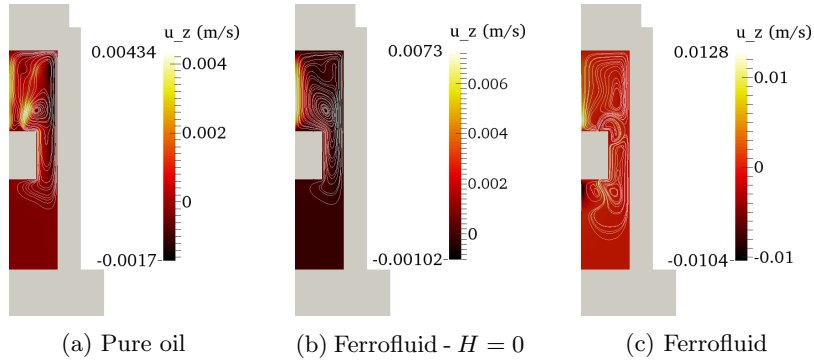 u_z (m/s)
0.00434
0.004
0.002
0
-0.0017
(a) Pure oil
u_z (m/s)
0.0073
0.006
0.004
0.002
0
-0.00102
(b) Ferrofluid - H = 0
u_z (m/s)
0.0128
0.01
0
-0.01
-0.0104
(c) Ferrofluid